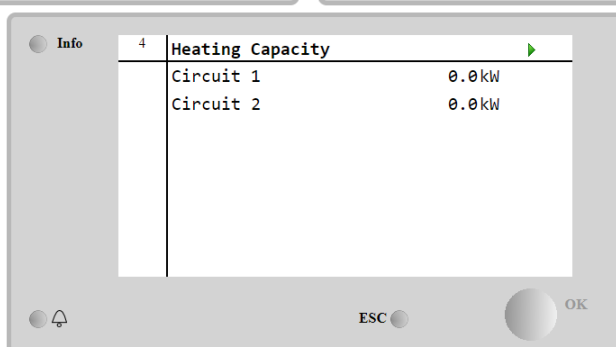 Info
4 Heating Capacity
Circuit 1 0.0kW
Circuit 2 0.0kW
ESC
OK